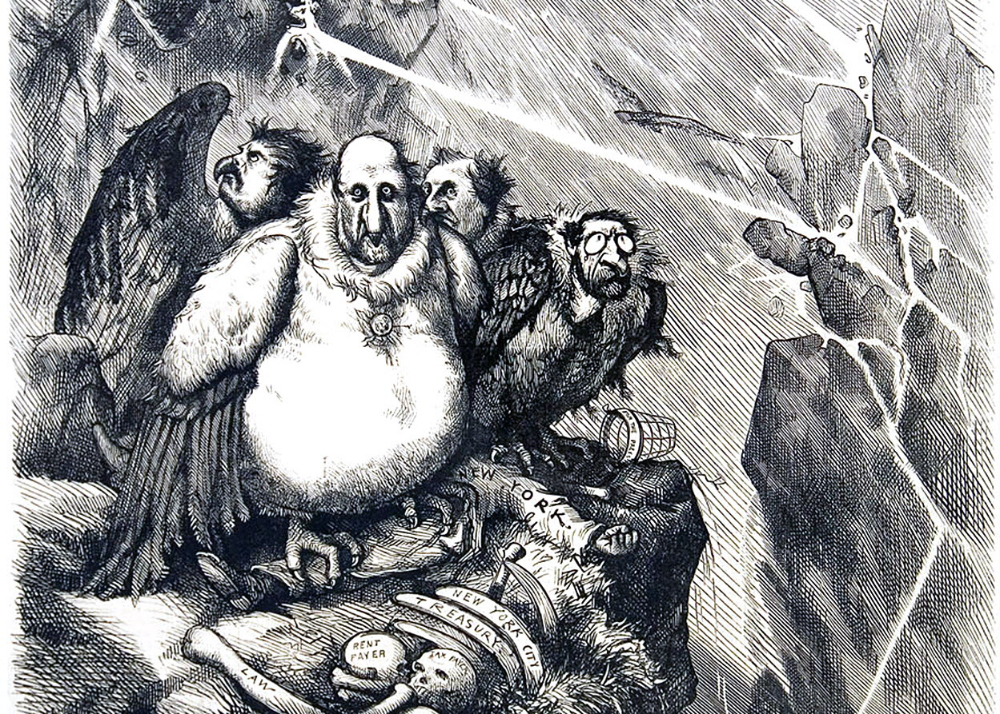 NEW
YORK.
NEW YORK CITY
TREASURY.
RENT
PAYER
TAX PAYER
LAW